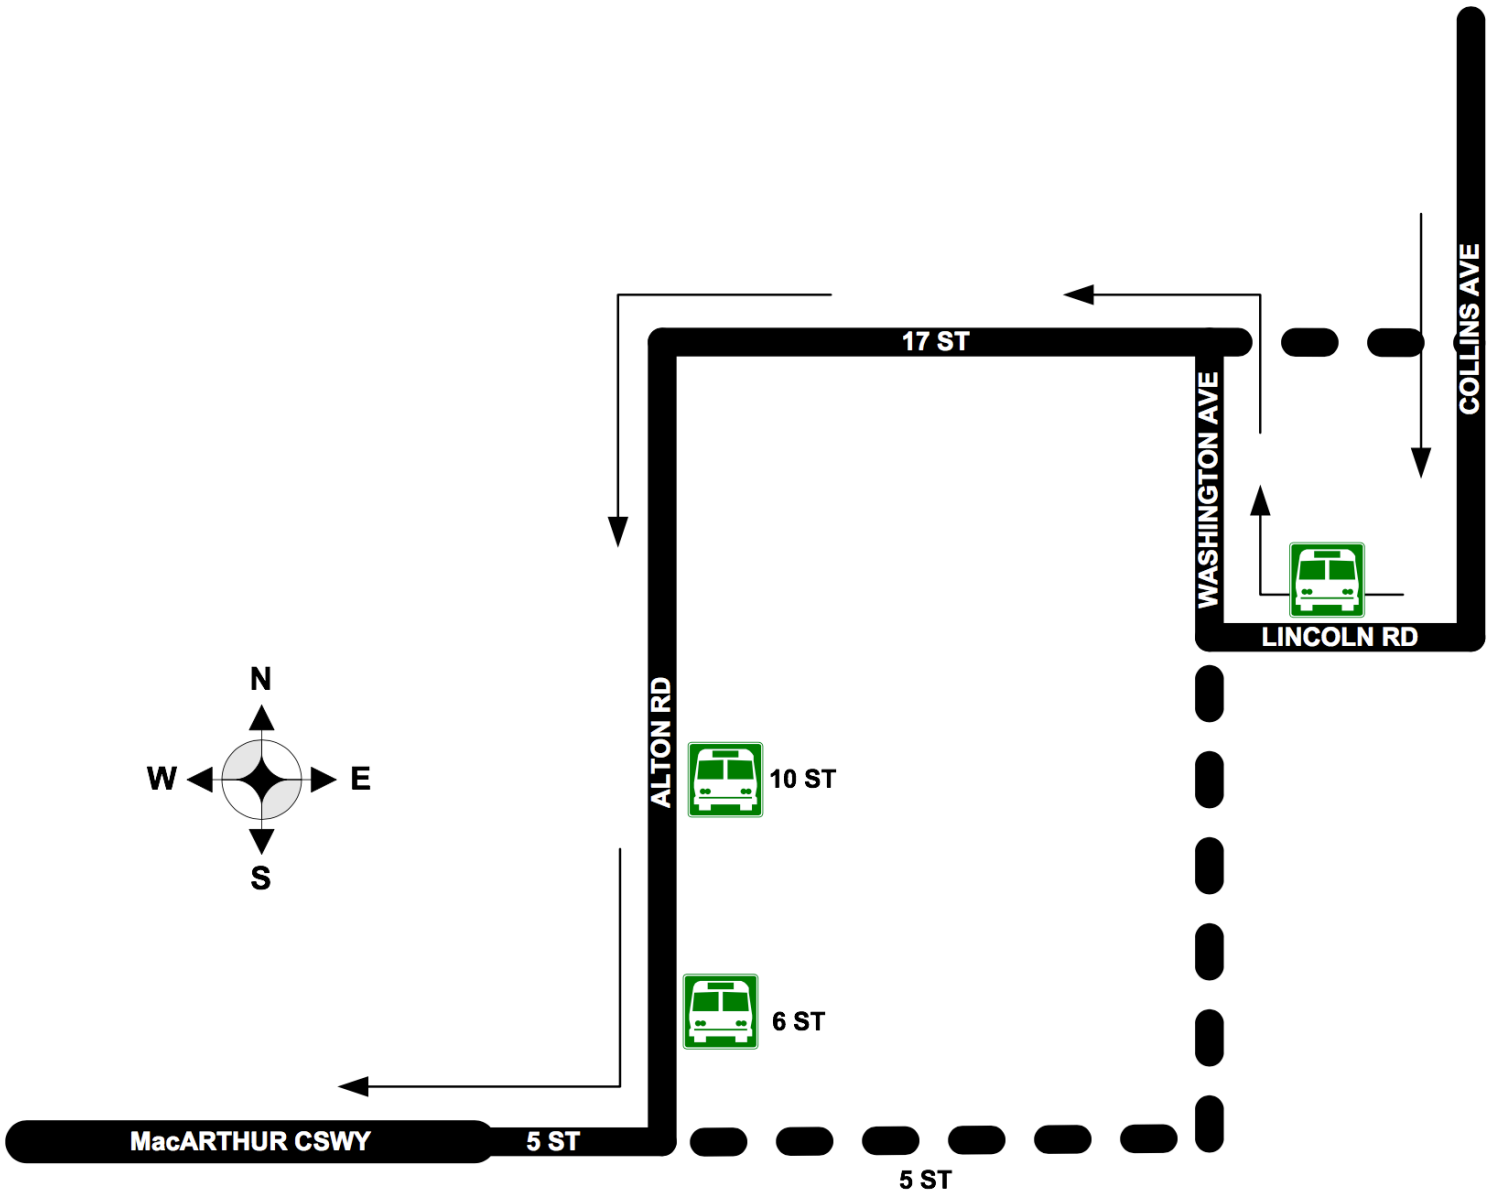 COLLINS AVE
17 ST
WASHINGTON AVE
LINCOLN RD
N
W
E
S
ALTON RD
10 ST
6 ST
MacARTHUR CSWY
5 ST
5 ST